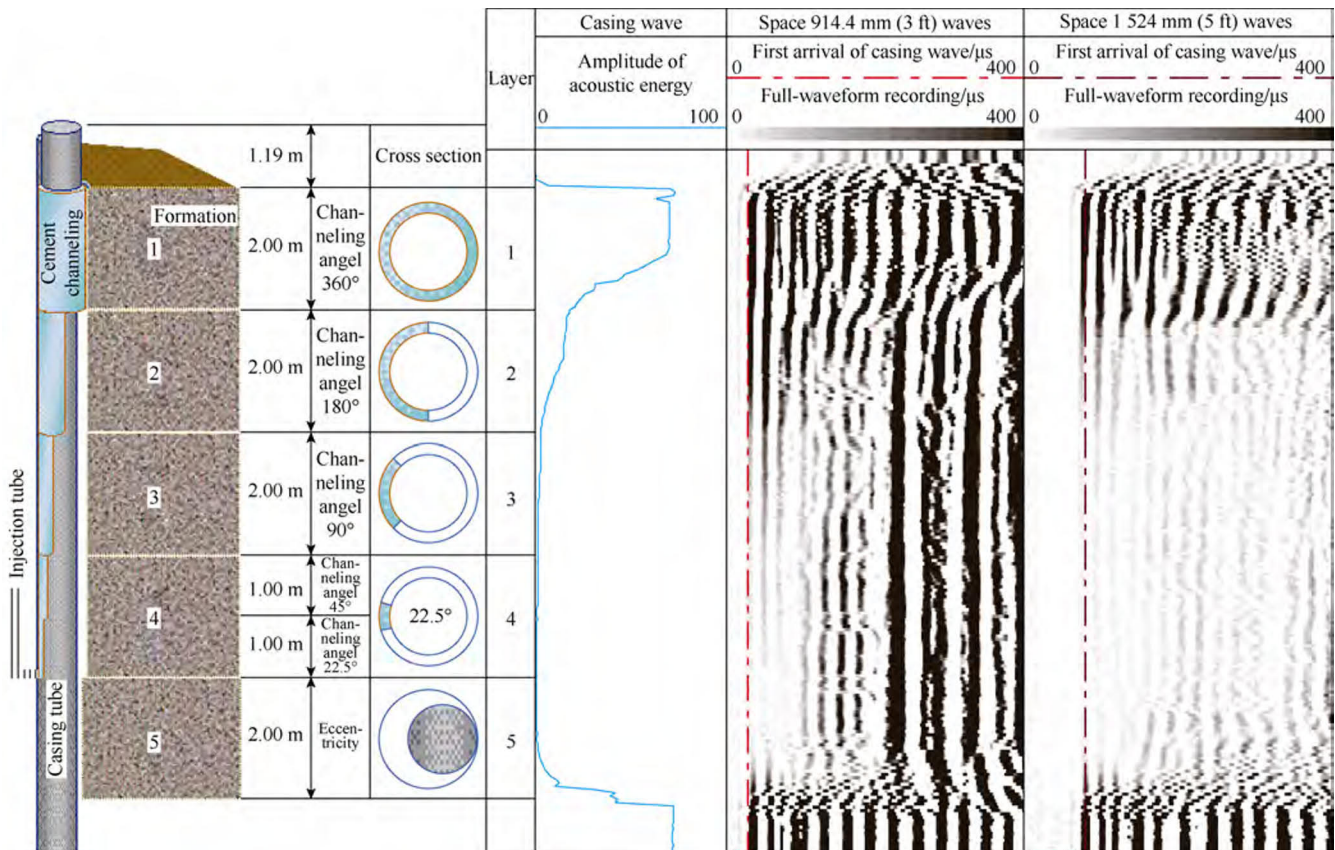 Layer
Casing wave
Amplitude of
acoustic energy
0
100
Space 914.4 mm (3 ft) waves
First arrival of casing wave/μs
0
400
Full-waveform recording/μs
0
400
Space 1 524 mm (5 ft) waves
First arrival of casing wave/μs
0
400
Full-waveform recording/μs
0
400
1.19 m
Cross section
Cement
channeling
Formation
1
2.00 m
Chan-
neling
angel
360°
1
2
2.00 m
Chan-
neling
angel
180°
2
3
2.00 m
Chan-
neling
angel
90°
3
Injection tube
4
1.00 m
Chan-
neling
angel
45°
1.00 m
Chan-
neling
angel
22.5°
22.5°
4
Casing tube
5
2.00 m
Eccen-
tricity
5